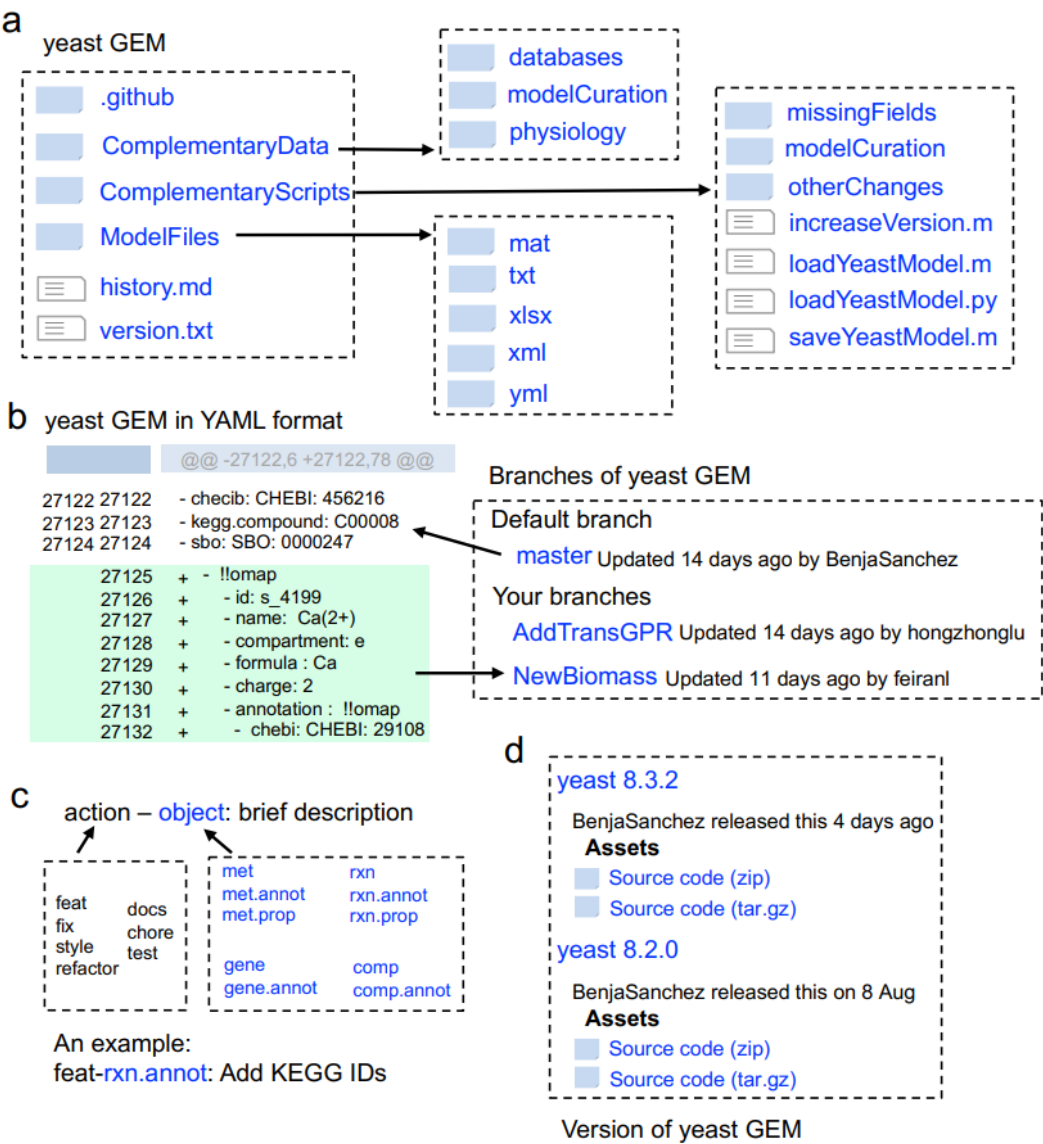 a
yeast GEM
.github
ComplementaryData
ComplementaryScripts
ModelFiles
history.md
version.txt
databases
modelCuration
physiology
missingFields
modelCuration
otherChanges
increaseVersion.m
loadYeastModel.m
loadYeastModel.py
saveYeastModel.m
mat
txt
xlsx
xml
yml
b
yeast GEM in YAML format
@@ -27122,6 +27122,78 @@
27122 27122 - checib: CHEBI: 456216
27123 27123 - kegg.compound: C00008
27124 27124 - sbo: SBO: 0000247
27125 + - !!omap
27126 + - id: s_4199
27127 + - name: Ca(2+)
27128 + - compartment: e
27129 + - formula : Ca
27130 + - charge: 2
27131 + - annotation : !!omap
27132 + - chebi: CHEBI: 29108
Branches of yeast GEM
Default branch
master Updated 14 days ago by BenjaSanchez
Your branches
AddTransGPR Updated 14 days ago by hongzhonglu
NewBiomass Updated 11 days ago by feiranl
c
action – object: brief description
feat
fix
style
refactor
docs
chore
test
met rxn
met.annot rxn.annot
met.prop rxn.prop
gene comp
gene.annot comp.annot
An example:
feat-rxn.annot: Add KEGG IDs
d
yeast 8.3.2
BenjaSanchez released this 4 days ago
Assets
Source code (zip)
Source code (tar.gz)
yeast 8.2.0
BenjaSanchez released this on 8 Aug
Assets
Source code (zip)
Source code (tar.gz)
Version of yeast GEM